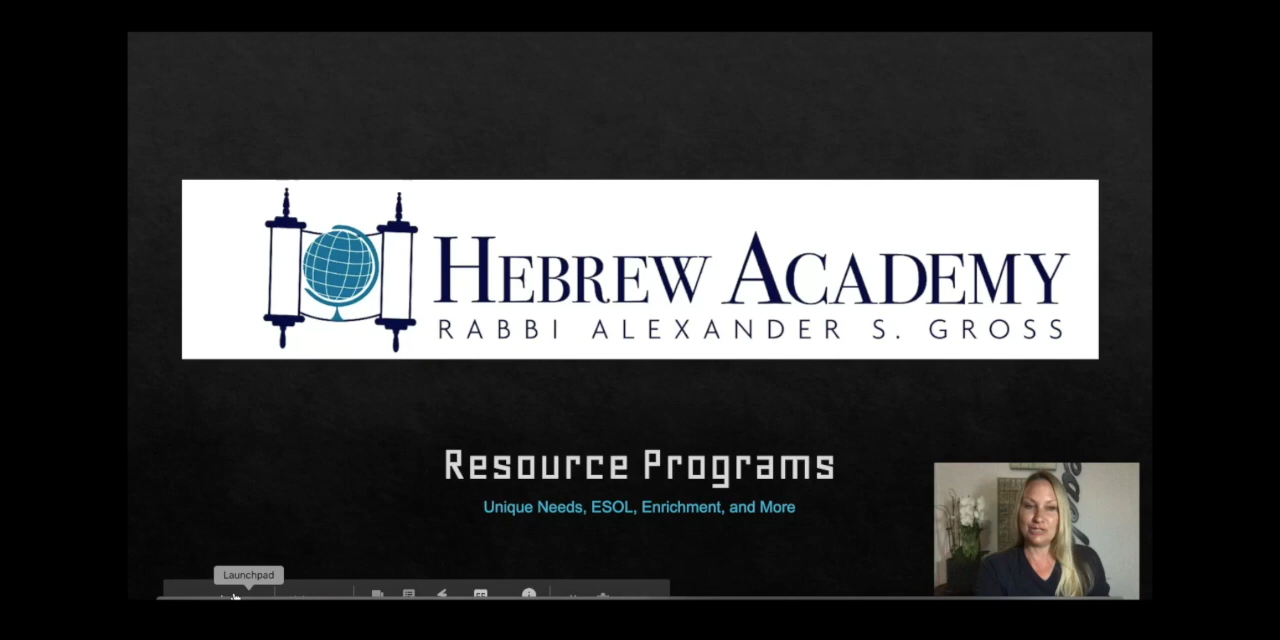 HEBREW ACADEMY
RABBI ALEXANDER S. GROSS
Resource Programs
Unique Needs, ESOL, Enrichment, and More
Launchpad